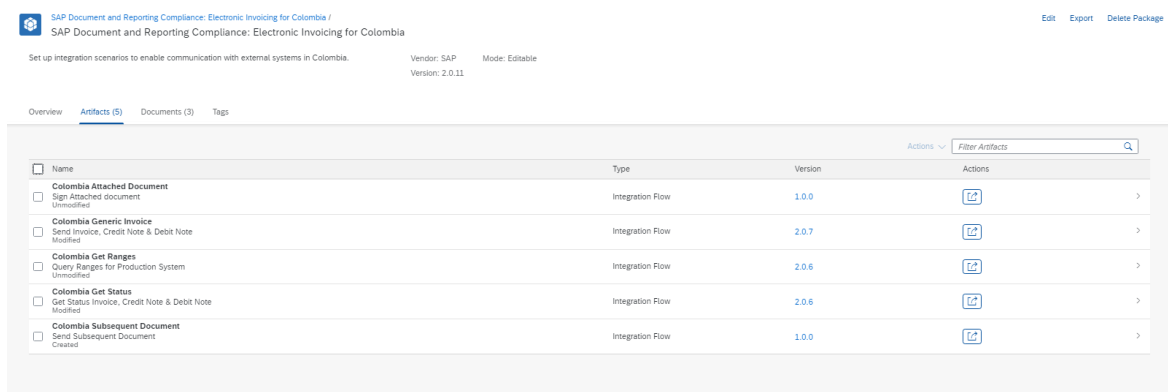 SAP Document and Reporting Compliance: Electronic Invoicing for Colombia /
Edit Export Delete Package
SAP Document and Reporting Compliance: Electronic Invoicing for Colombia
Set up integration scenarios to enable communication with external systems in Colombia.
Vendor: SAP Mode: Editable
Version: 2.0.11
Overview Artifacts (5) Documents (3) Tags
Actions Filter Artifacts
Name Type Version Actions
Colombia Attached Document
Sign Attached document Integration Flow 1.0.0
Unmodified
Colombia Generic Invoice
Send Invoice, Credit Note & Debit Note Integration Flow 2.0.7
Modified
Colombia Get Ranges
Query Ranges for Production System Integration Flow 2.0.6
Unmodified
Colombia Get Status
Get Status Invoice, Credit Note & Debit Note Integration Flow 2.0.6
Modified
Colombia Subsequent Document
Send Subsequent Document Integration Flow 1.0.0
Created